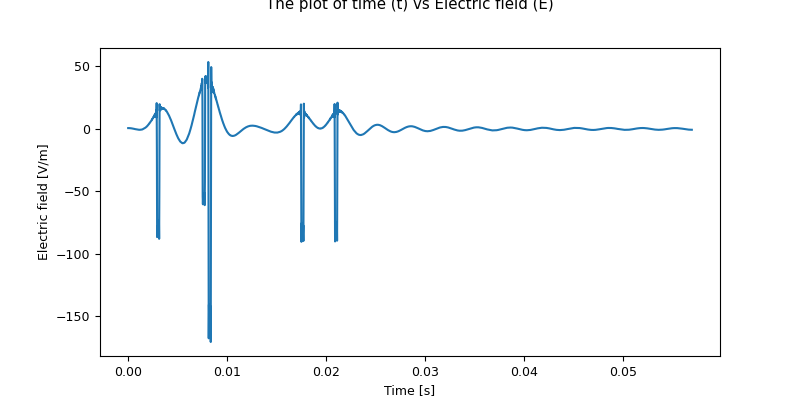 The plot of time (t) vs Electric field (E)
50
0
−50
−100
−150
Electric field [V/m]
0.00 0.01 0.02 0.03 0.04 0.05
Time [s]